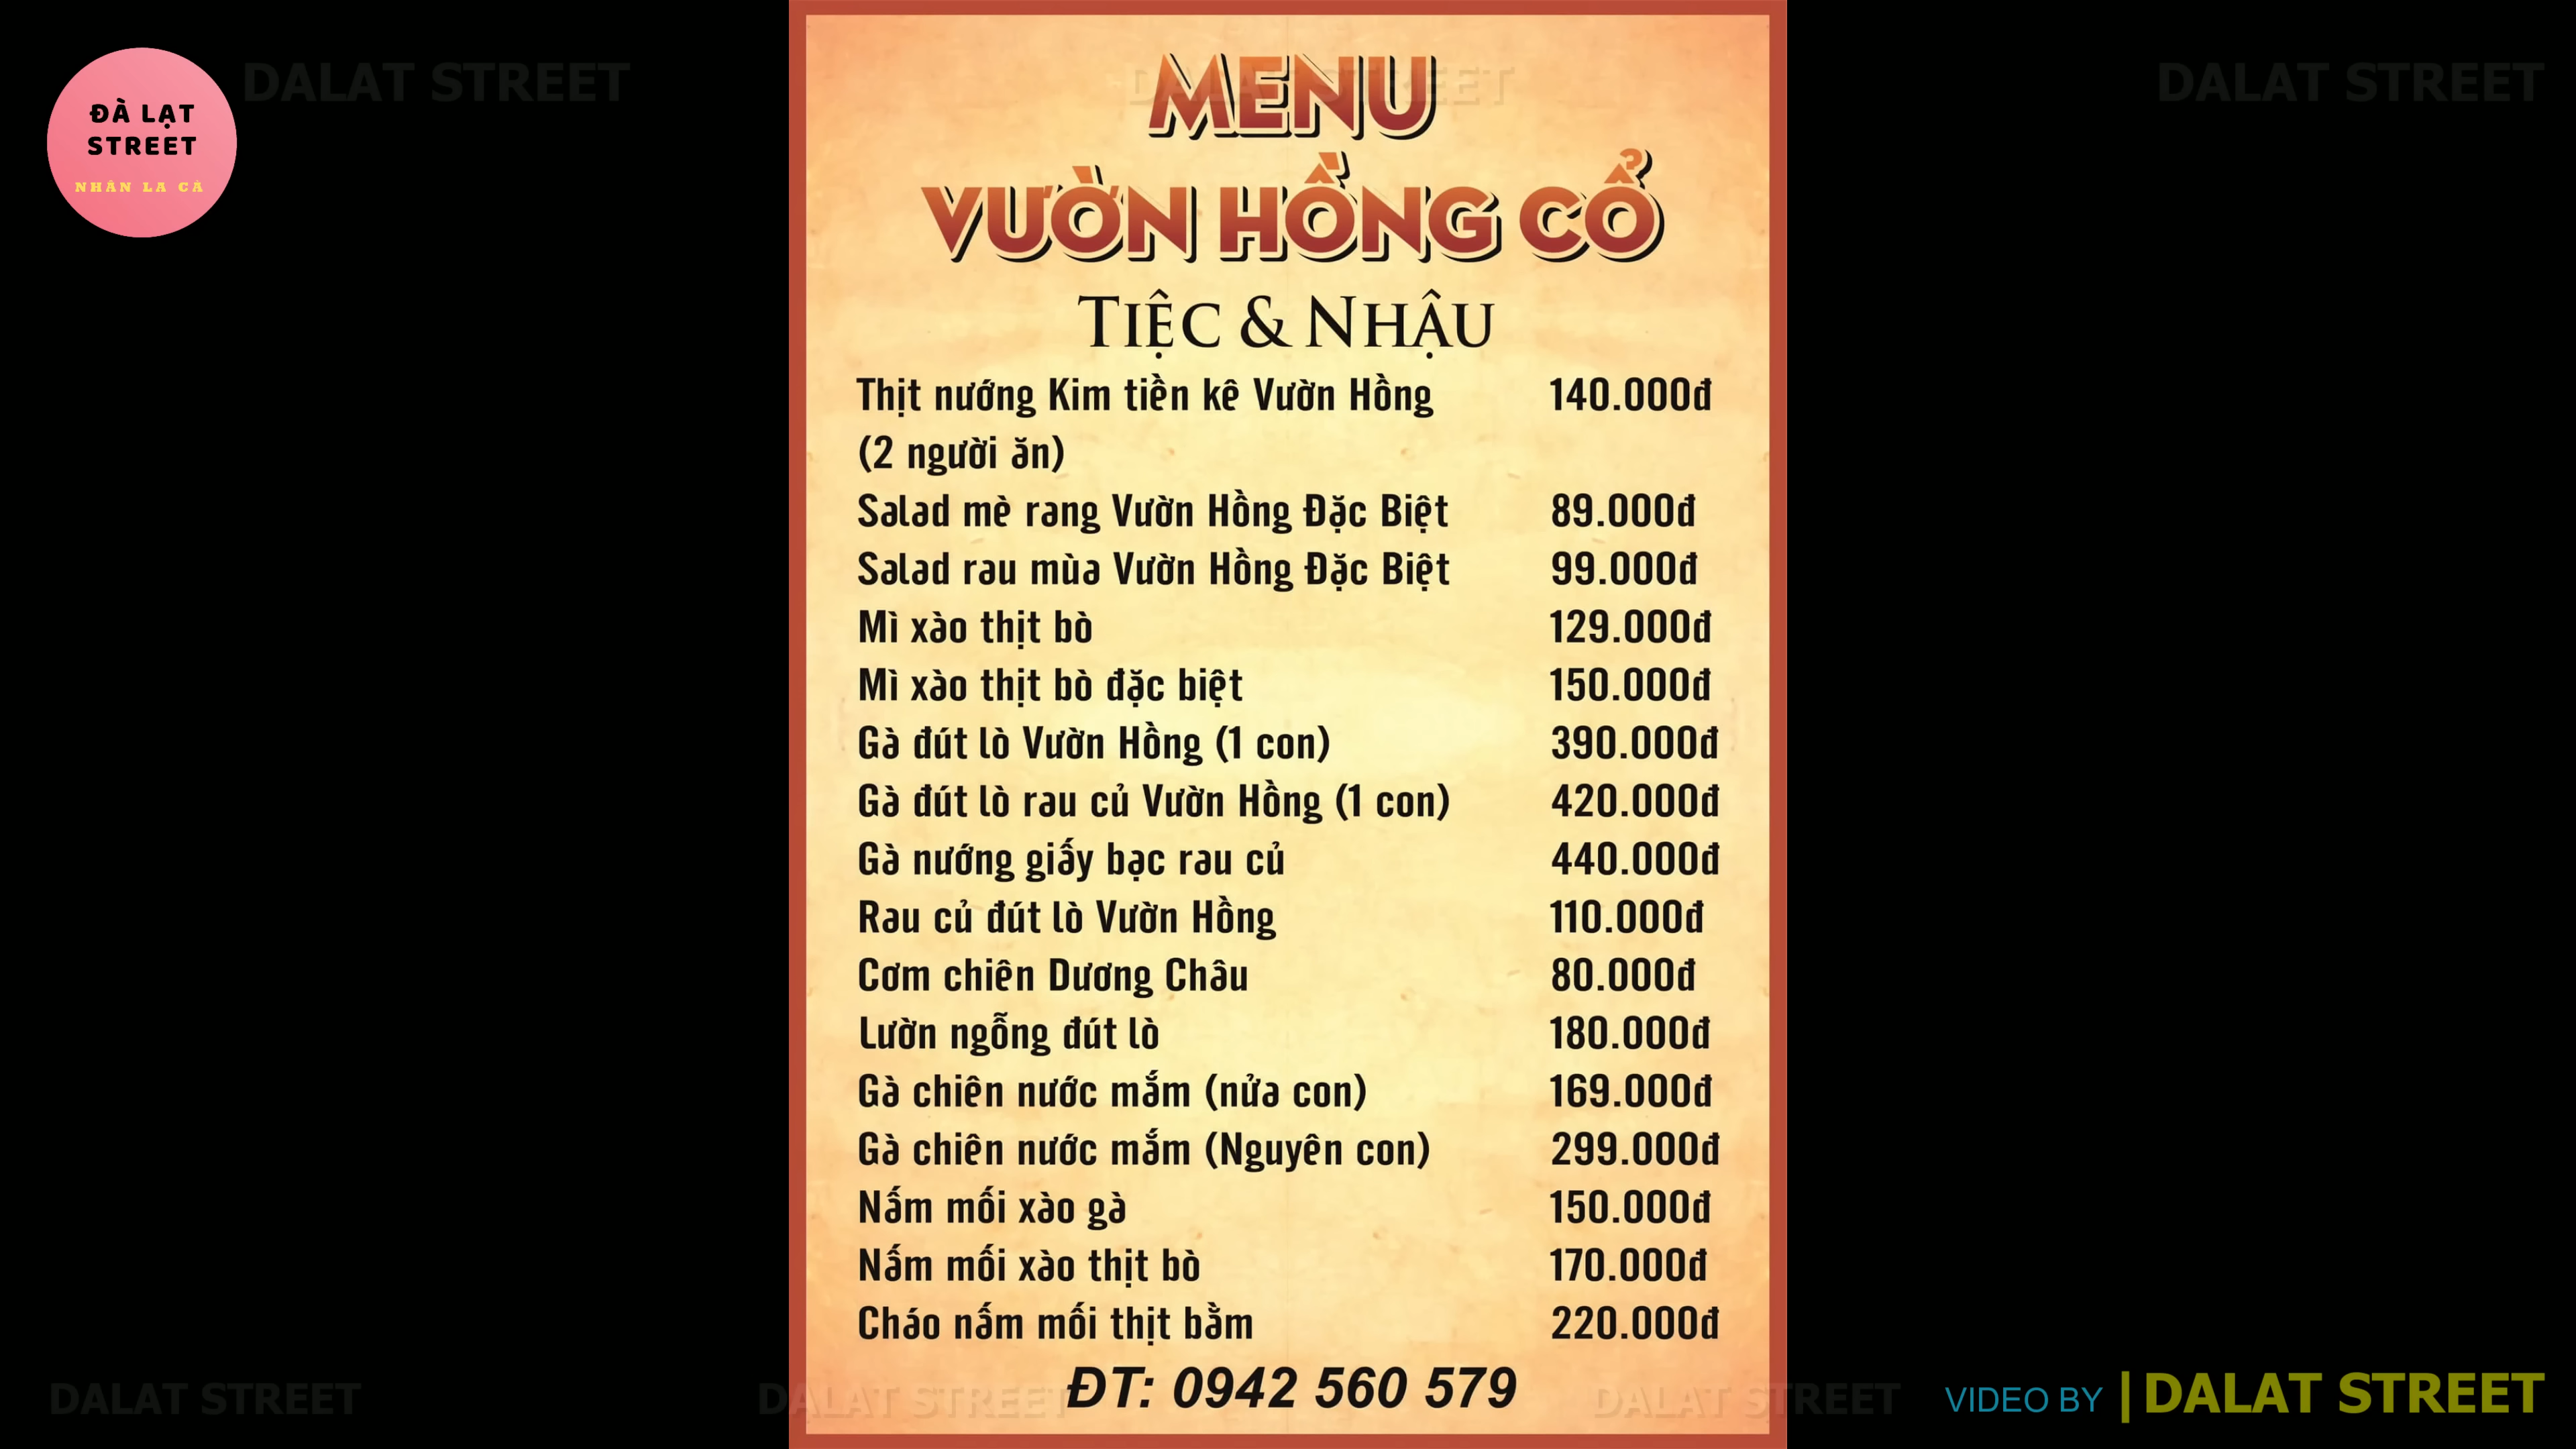 ĐÀ LẠT
STREET
NHÂN LA CÀ
DALAT STREET
DALAT STREET
DALAT STREET
MENU
VƯỜN HỒNG CỔ
TIỆC & NHẬU
Thịt nướng Kim tiền kê Vườn Hồng 140.000đ
(2 người ăn)
Salad mè rang Vườn Hồng Đặc Biệt 89.000đ
Salad rau mùa Vườn Hồng Đặc Biệt 99.000đ
Mì xào thịt bò 129.000đ
Mì xào thịt bò đặc biệt 150.000đ
Gà đút lò Vườn Hồng (1 con) 390.000đ
Gà đút lò rau củ Vườn Hồng (1 con) 420.000đ
Gà nướng giấy bạc rau củ 440.000đ
Rau củ đút lò Vườn Hồng 110.000đ
Cơm chiên Dương Châu 80.000đ
Lườn ngỗng đút lò 180.000đ
Gà chiên nước mắm (nửa con) 169.000đ
Gà chiên nước mắm (Nguyên con) 299.000đ
Nấm mối xào gà 150.000đ
Nấm mối xào thịt bò 170.000đ
Cháo nấm mối thịt bằm 220.000đ
ĐT: 0942 560 579
DALAT STREET
DALAT STREET
DALAT STREET
VIDEO BY | DALAT STREET